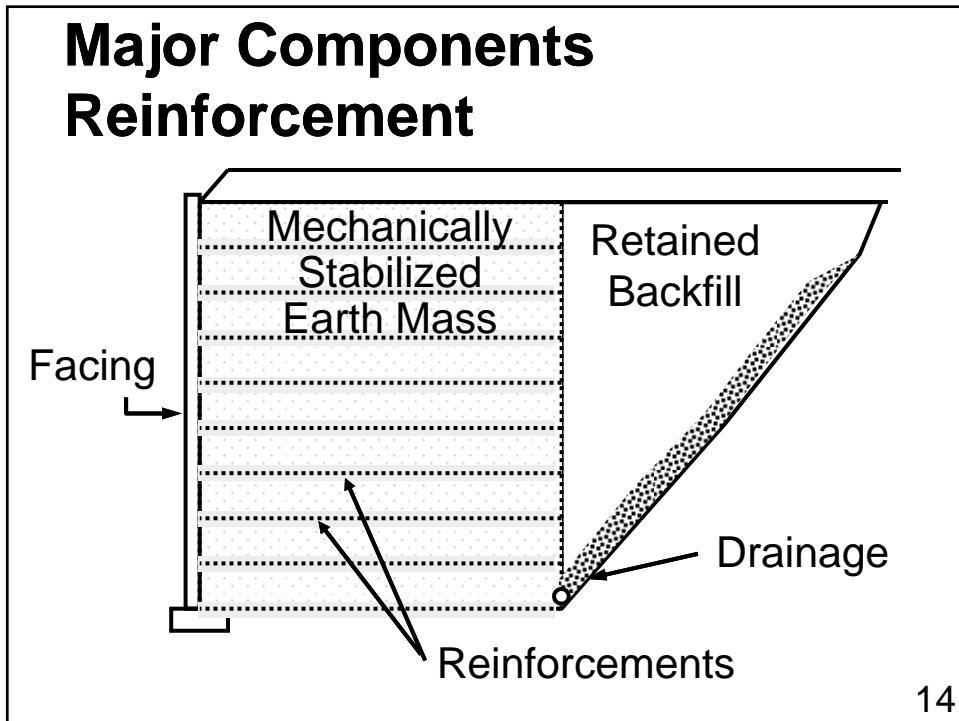 Major Components
Reinforcement
Mechanically
Stabilized
Earth Mass
Retained
Backfill
Facing
Drainage
Reinforcements
14